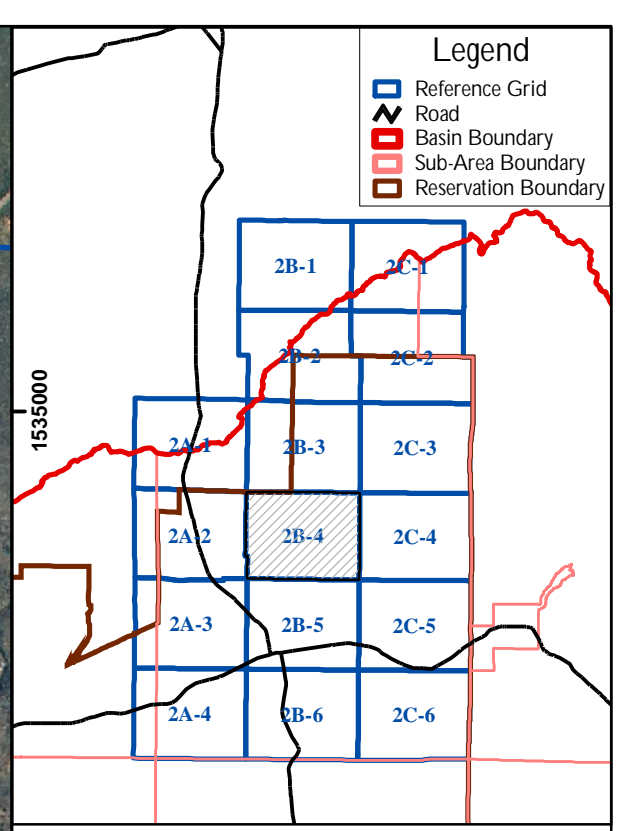 Legend
Reference Grid
Road
Basin Boundary
Sub-Area Boundary
Reservation Boundary
2B-1
2C-1
2B-2
2C-2
1535000
2A-1
2B-3
2C-3
2A-2
2B-4
2C-4
2A-3
2B-5
2C-5
2A-4
2B-6
2C-6